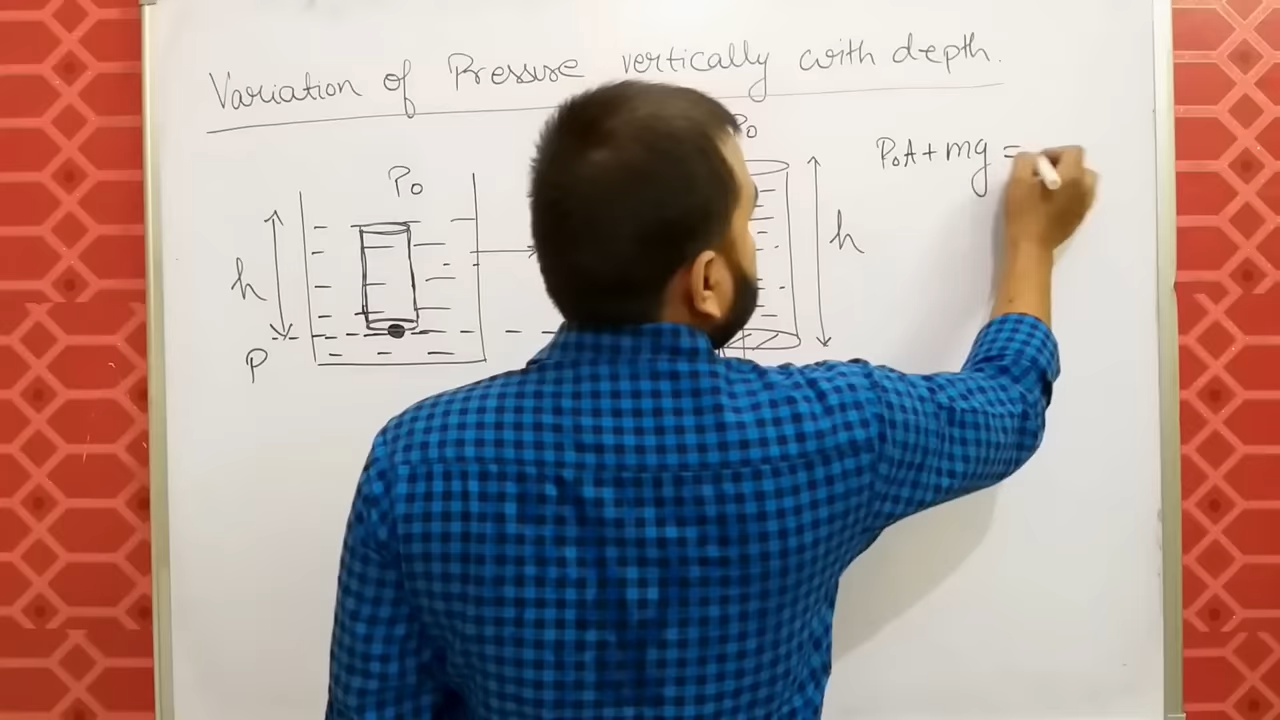 Variation of Pressure vertically with depth.
Po
Po
PoA + mg =
h
h
P